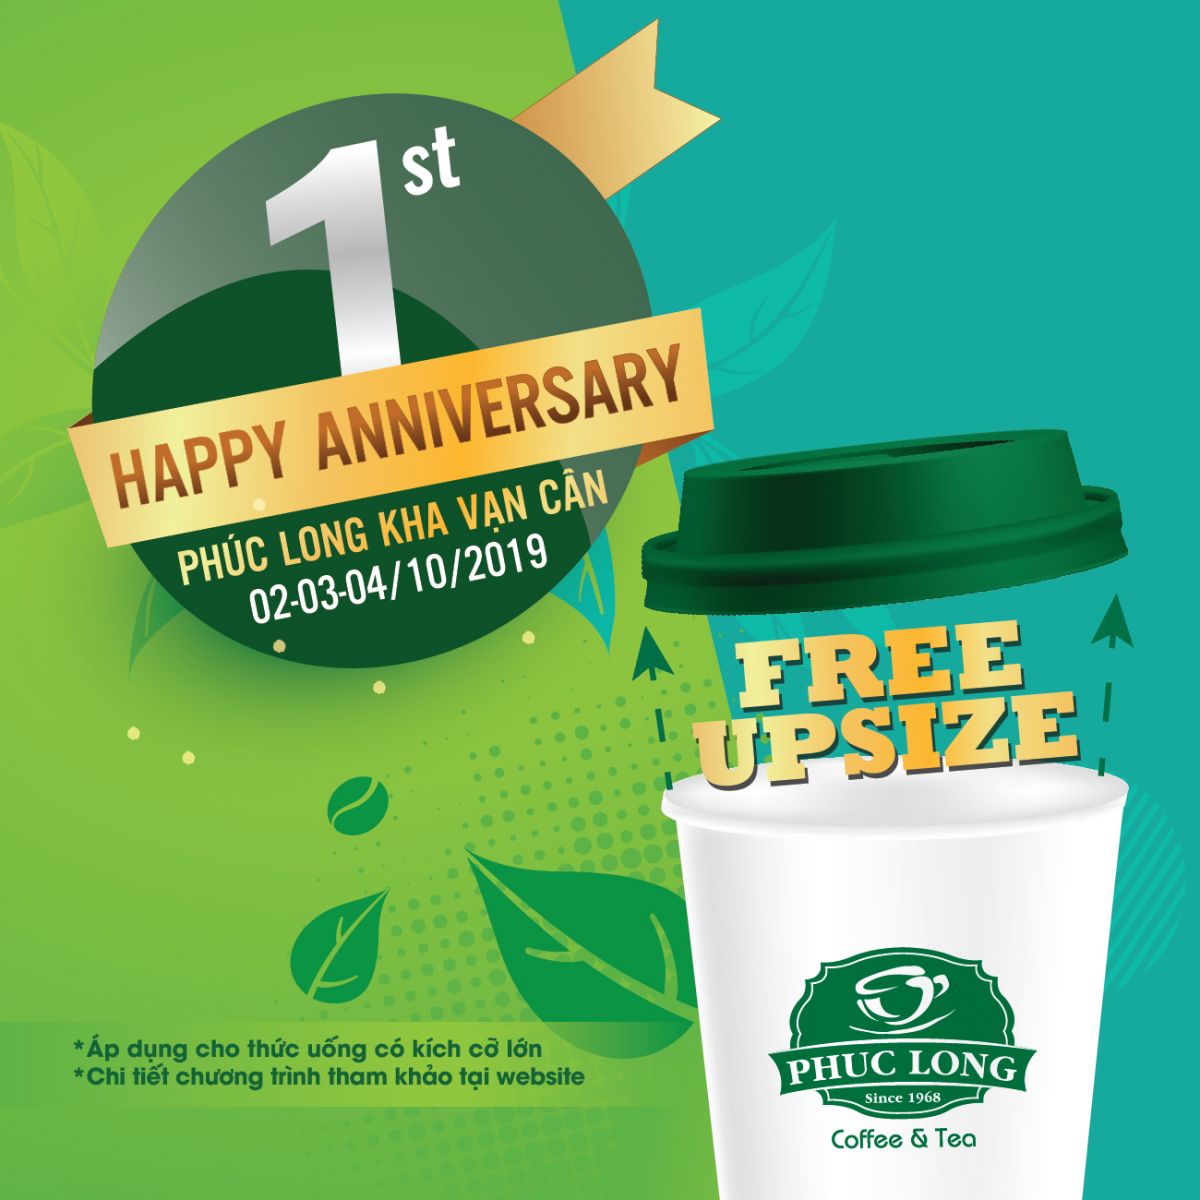 1st
HAPPY ANNIVERSARY
PHÚC LONG KHA VẠN CÂN
02-03-04/10/2019
FREE
UPSIZE
*Áp dụng cho thức uống có kích cỡ lớn
*Chi tiết chương trình tham khảo tại website
PHUC LONG
Since 1968
Coffee & Tea